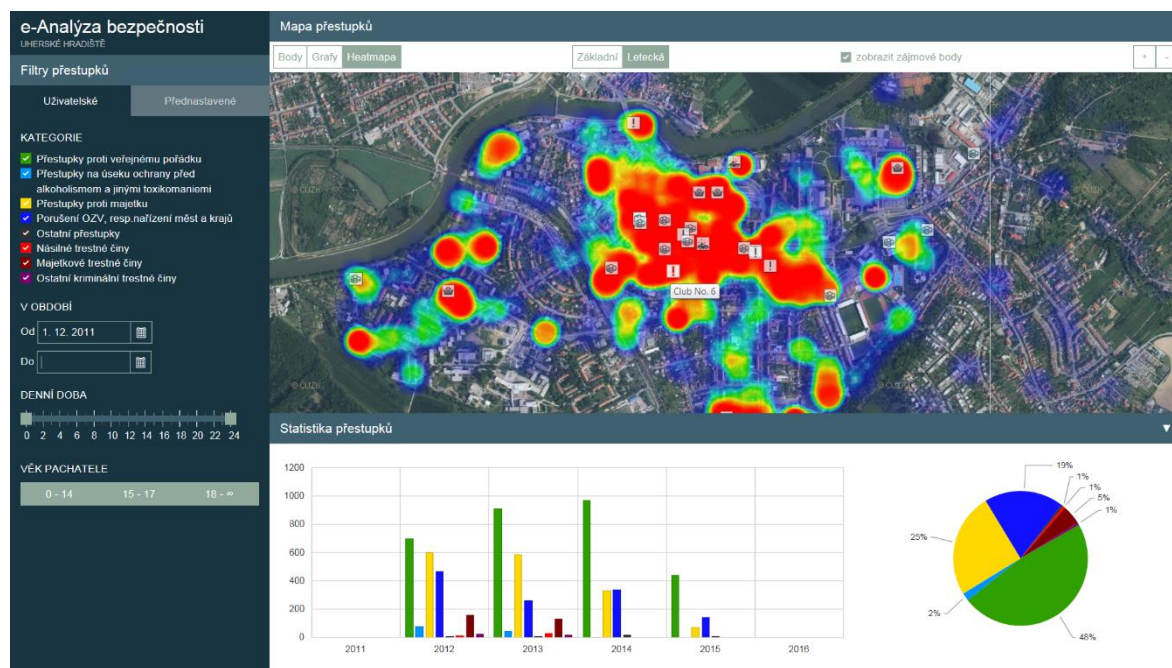 e-Analýza bezpečnosti
UHERSKÉ HRADIŠTĚ
Filtry přestupků
Uživatelské
Přednastavené
KATEGORIE
Přestupky proti veřejnému pořádku
Přestupky na úseku ochrany před
alkoholismem a jinými toxikomaniemi
Přestupky proti majetku
Porušení OZV, resp.nařízení měst a krajů
Ostatní přestupky
Násilné trestné činy
Majetkové trestné činy
Ostatní kriminální trestné činy
V OBDOBÍ
Od 1. 12. 2011
Do
DENNÍ DOBA
0 2 4 6 8 10 12 14 16 18 20 22 24
VĚK PACHATELE
0 - 14 15 - 17 18 - ∞
Mapa přestupků
Body Grafy Heatmapa
Základní Letecká
zobrazit zájmové body
+ -
© ČÚZK
© ČÚZK
Club No. 6
© ČÚZK
© ČÚZK
Statistika přestupků
1200
1000
800
600
400
200
0
2011 2012 2013 2014 2015 2016
19%
1%
1%
5%
1%
25%
2%
48%